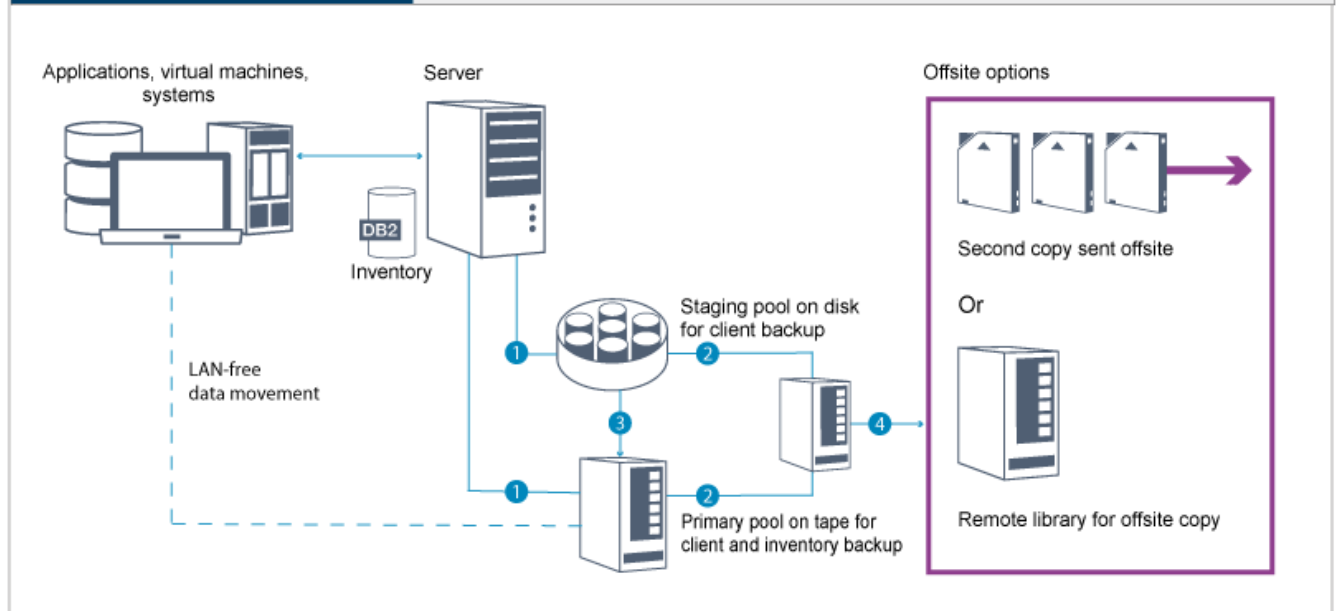 Applications, virtual machines,
systems
Server
Offsite options
DB2
Inventory
Second copy sent offsite
Staging pool on disk
for client backup
Or
1
2
LAN-free
data movement
3
4
1
2
Primary pool on tape for
client and inventory backup
Remote library for offsite copy